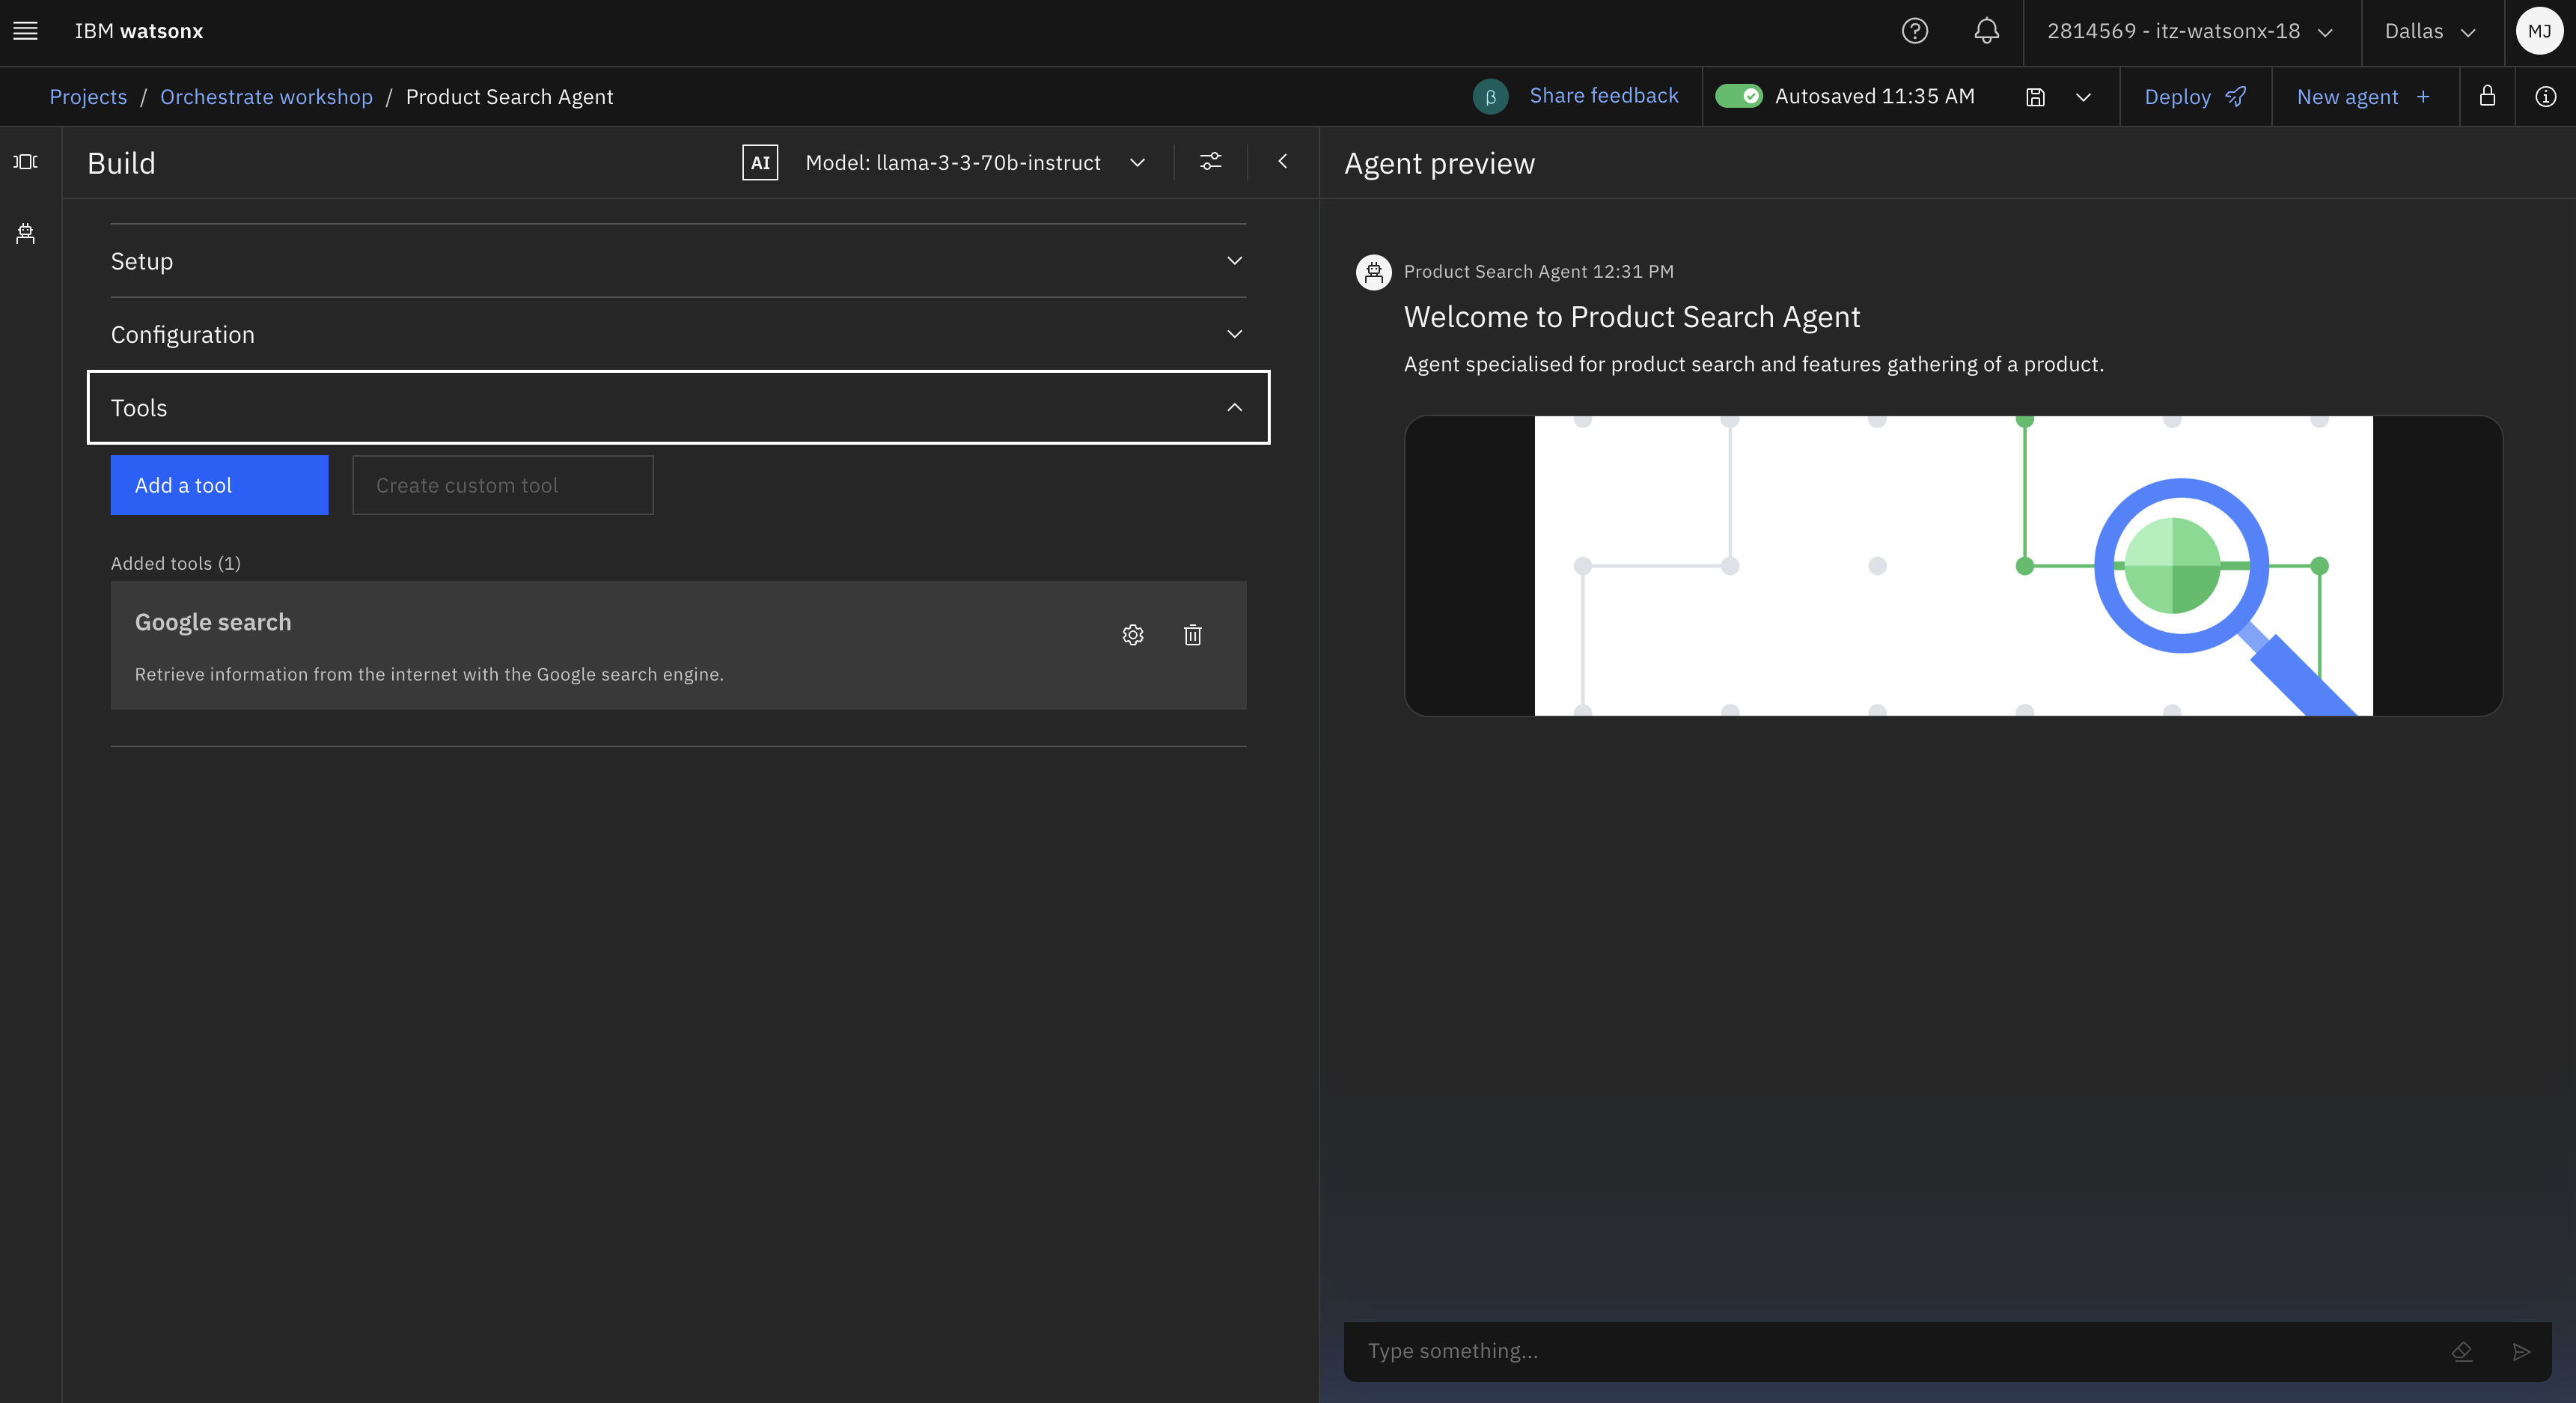 IBM watsonx
2814569 - itz-watsonx-18
Dallas
MJ
Projects / Orchestrate workshop / Product Search Agent
β
Share feedback
Autosaved 11:35 AM
Deploy
New agent +
Build
AI
Model: llama-3-3-70b-instruct
Setup
Configuration
Tools
Add a tool
Create custom tool
Added tools (1)
Google search
Retrieve information from the internet with the Google search engine.
Agent preview
Product Search Agent 12:31 PM
Welcome to Product Search Agent
Agent specialised for product search and features gathering of a product.
Type something...